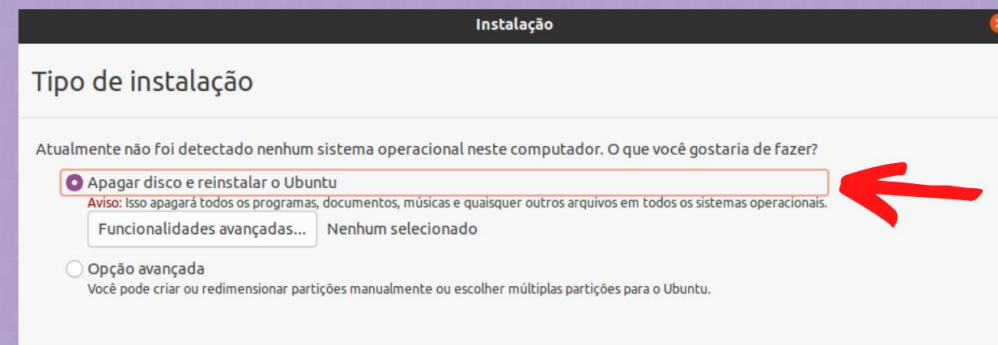 Instalação
Tipo de instalação
Atualmente não foi detectado nenhum sistema operacional neste computador. O que você gostaria de fazer?
Apagar disco e reinstalar o Ubuntu
Aviso: Isso apagará todos os programas, documentos, músicas e quaisquer outros arquivos em todos os sistemas operacionais.
Funcionalidades avançadas... Nenhum selecionado
Opção avançada
Você pode criar ou redimensionar partições manualmente ou escolher múltiplas partições para o Ubuntu.